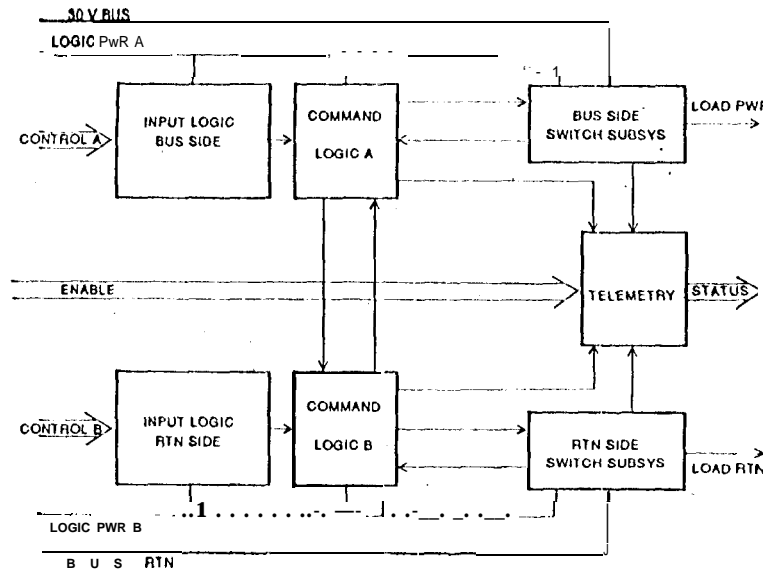 30 V BUS
LOGIC PwR A
INPUT LOGIC
BUS SIDE
COMMAND
LOGIC A
BUS SIDE
SWITCH SUBSYS
LOAD PWR
CONTROL A
ENABLE
TELEMETRY
STATUS
INPUT LOGIC
RTN SIDE
COMMAND
LOGIC B
RTN SIDE
SWITCH SUBSYS
CONTROL B
LOAD RTN
LOGIC PWR B
B U S RTN